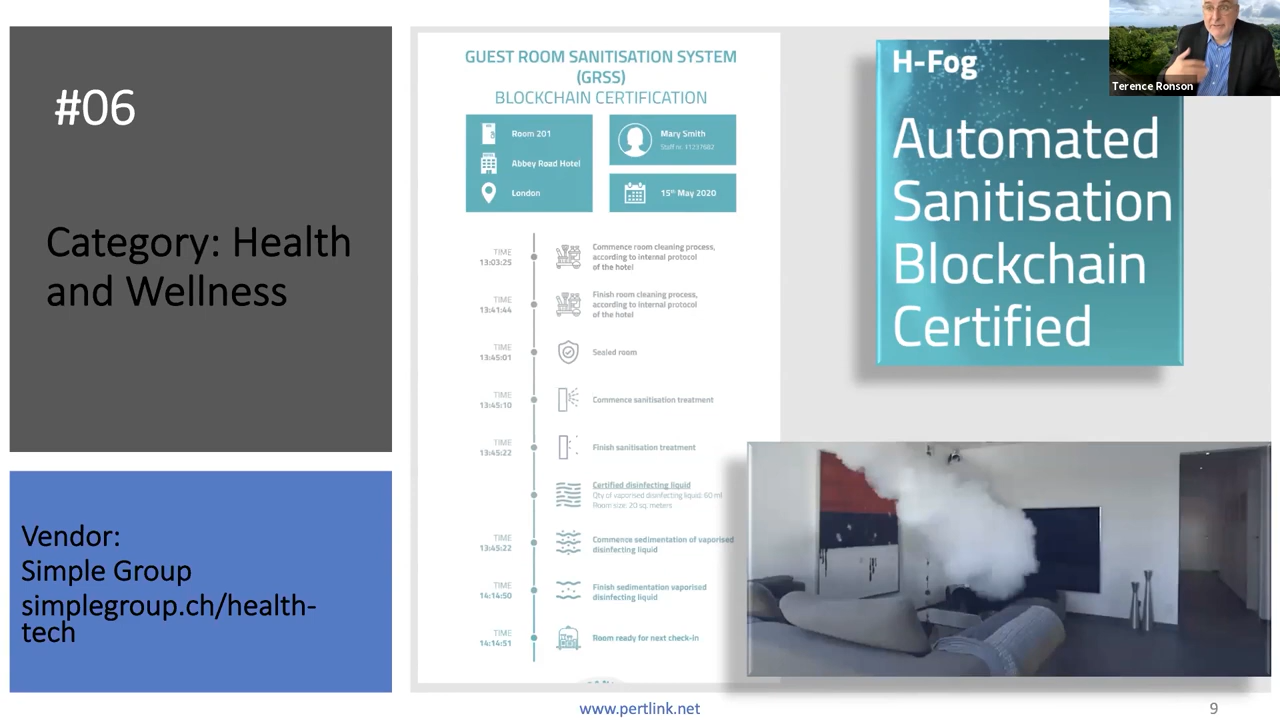 #06
Category: Health
and Wellness
Vendor:
Simple Group
simplegroup.ch/health-
tech
GUEST ROOM SANITISATION SYSTEM
(GRSS)
BLOCKCHAIN CERTIFICATION
Room 201
Abbey Road Hotel
London
Mary Smith
Staff nr. 11237682
15th May 2020
TIME
13:03:25
Commence room cleaning process,
according to internal protocol
of the hotel
TIME
13:41:44
Finish room cleaning process,
according to internal protocol
of the hotel
TIME
13:45:01
Sealed room
TIME
13:45:10
Commence sanitisation treatment
TIME
13:45:22
Finish sanitisation treatment
Certified disinfecting liquid
Qty of vaporised disinfecting liquid: 60 ml
Room size: 20 sq. meters
TIME
13:45:22
Commence sedimentation of vaporised
disinfecting liquid
TIME
14:14:50
Finish sedimentation vaporised
disinfecting liquid
TIME
14:14:51
Room ready for next check-in
H-Fog
Automated
Sanitisation
Blockchain
Certified
Terence Ronson
www.pertlink.net
9